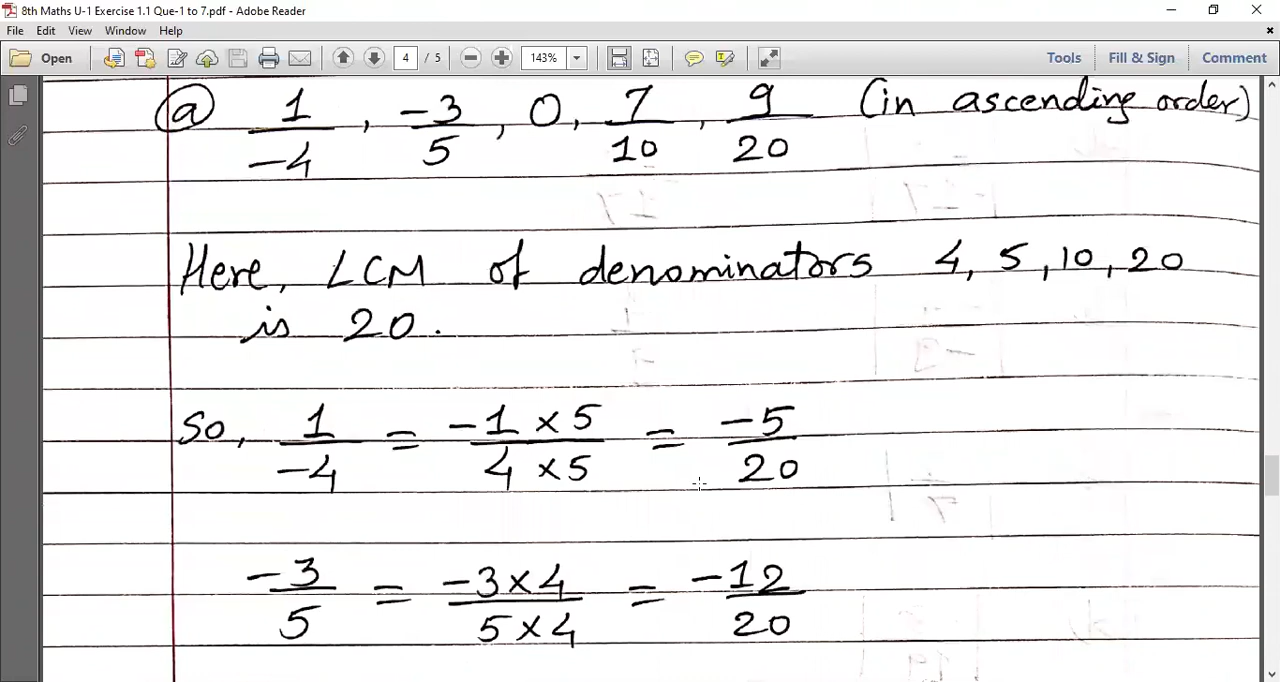 8th Maths U-1 Exercise 1.1 Que-1 to 7.pdf - Adobe Reader
File Edit View Window Help
Open 4 / 5 143% Tools Fill & Sign Comment
(a) 1/-4, -3/5, 0, 7/10, 9/20 (in ascending order)
Here, LCM of denominators 4, 5, 10, 20
is 20.
So, 1/-4 = -1 × 5/4 × 5 = -5/20
-3/5 = -3 × 4/5 × 4 = -12/20